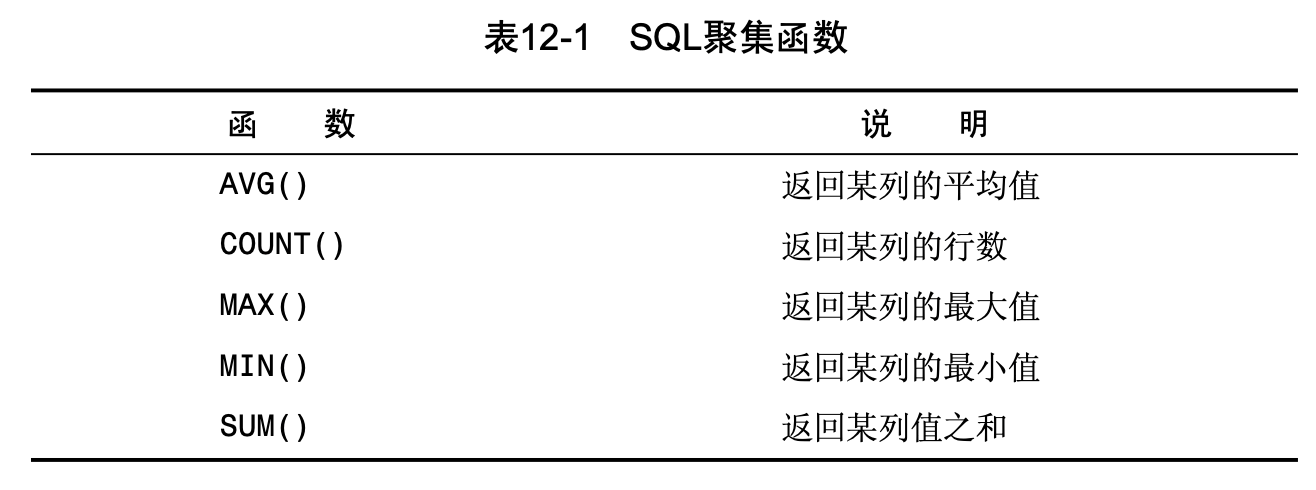 表12-1 SQL聚集函数
函 数 说 明
AVG() 返回某列的平均值
COUNT() 返回某列的行数
MAX() 返回某列的最大值
MIN() 返回某列的最小值
SUM() 返回某列值之和